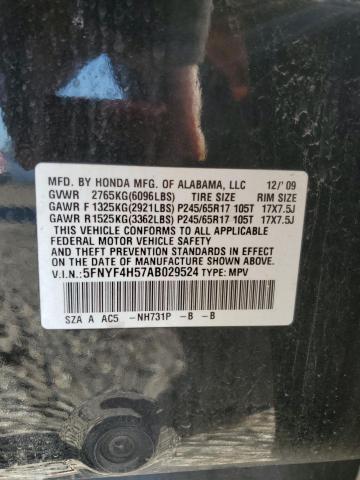 MFD. BY HONDA MFG. OF ALABAMA, LLC 12/'09
GVWR 2765KG(6096LBS) TIRE SIZE RIM SIZE
GAWR F 1325KG(2921LBS) P245/65R17 105T 17X7.5J
GAWR R 1525KG(3362LBS) P245/65R17 105T 17X7.5J
THIS VEHICLE CONFORMS TO ALL APPLICABLE
FEDERAL MOTOR VEHICLE SAFETY
AND THEFT PREVENTION STANDARDS IN EFFECT
ON THE DATE OF MANUFACTURE SHOWN ABOVE.
V.I.N: 5FNYF4H57AB029524 TYPE: MPV
SZA A AC5 -NH731P -B -B